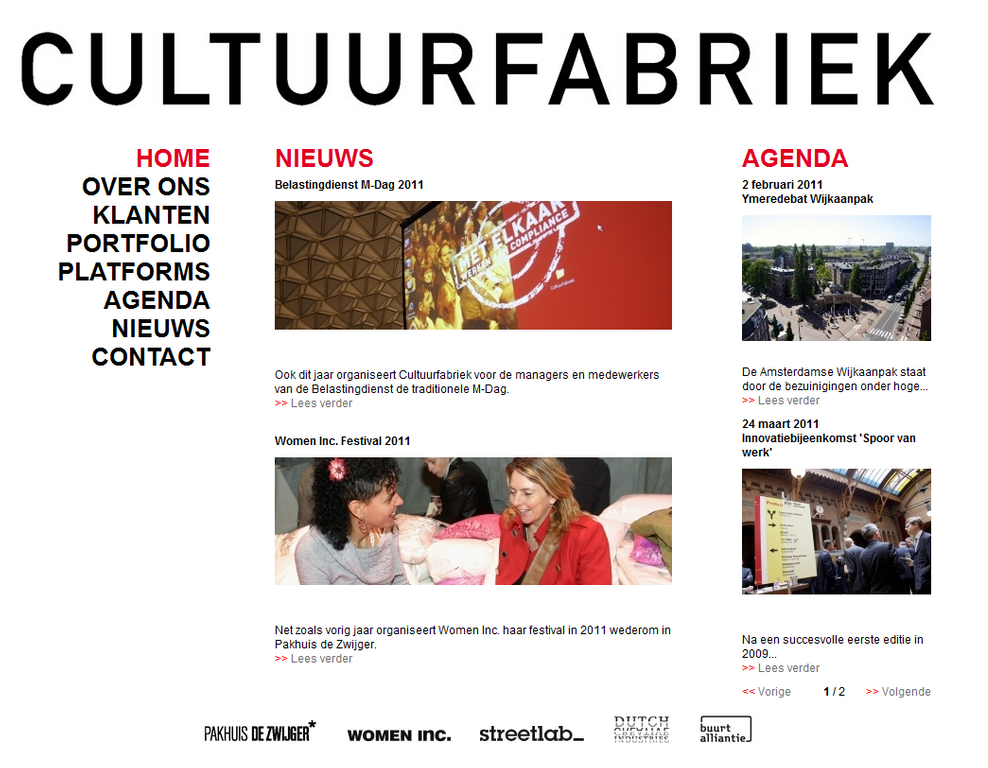 CULTUURFABRIEK
HOME
OVER ONS
KLANTEN
PORTFOLIO
PLATFORMS
AGENDA
NIEUWS
CONTACT
NIEUWS
Belastingdienst M-Dag 2011
MET ELKAAR
WERKEN
COMPLIANCE
Cultuurfabriek
Ook dit jaar organiseert Cultuurfabriek voor de managers en medewerkers
van de Belastingdienst de traditionele M-Dag.
>> Lees verder
Women Inc. Festival 2011
Net zoals vorig jaar organiseert Women Inc. haar festival in 2011 wederom in
Pakhuis de Zwijger.
>> Lees verder
AGENDA
2 februari 2011
Ymeredebat Wijkaanpak
De Amsterdamse Wijkaanpak staat
door de bezuinigingen onder hoge...
>> Lees verder
24 maart 2011
Innovatiebijeenkomst 'Spoor van
werk'
Na een succesvolle eerste editie in
2009...
>> Lees verder
<< Vorige 1 / 2 >> Volgende
PAKHUIS DE ZWIJGER*
WOMEN INC.
streetlab_
DUTCH
CREATIVE
INDUSTRIES
buurt
alliantie